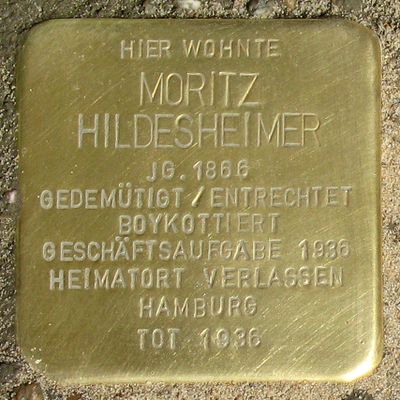 HIER WOHNTE
MORITZ
HILDESHEIMER
JG. 1866
GEDEMÜTIGT / ENTRECHTET
BOYKOTTIERT
GESCHÄFTSAUFGABE 1936
HEIMATORT VERLASSEN
HAMBURG
TOT 1936